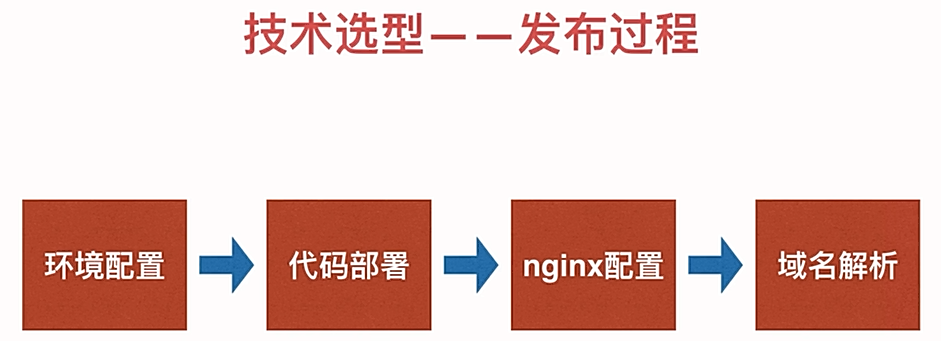 技术选型——发布过程
环境配置
代码部署
nginx配置
域名解析